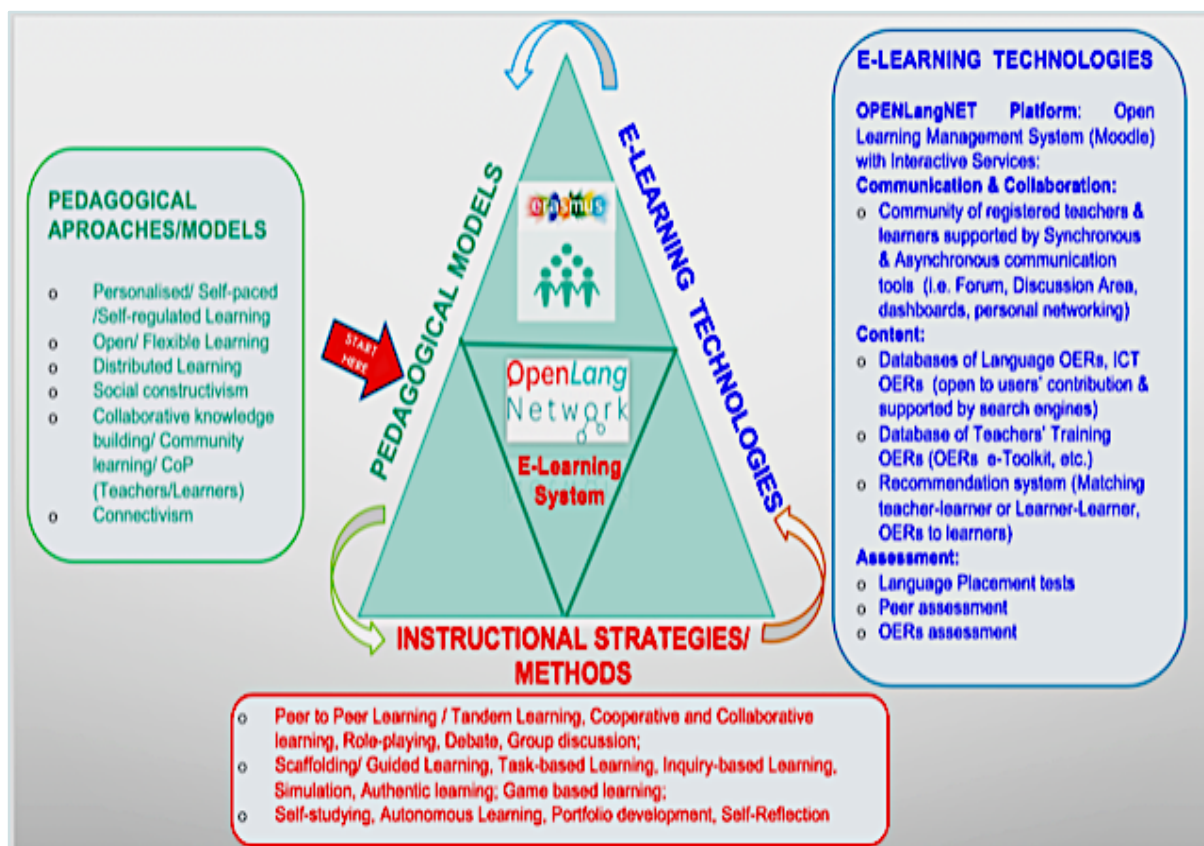 PEDAGOGICAL
APROACHES/MODELS
o Personalised/ Self-paced
/Self-regulated Learning
o Open/ Flexible Learning
o Distributed Learning
o Social constructivism
o Collaborative knowledge
building/ Community
learning/ CoP
(Teachers/Learners)
o Connectivism
START
HERE
PEDAGOGICAL MODELS
erasmus
OpenLang
Network
E-Learning
System
E-LEARNING TECHNOLOGIES
INSTRUCTIONAL STRATEGIES/
METHODS
o Peer to Peer Learning / Tandem Learning, Cooperative and Collaborative
learning, Role-playing, Debate, Group discussion;
o Scaffolding/ Guided Learning, Task-based Learning, Inquiry-based Learning,
Simulation, Authentic learning; Game based learning;
o Self-studying, Autonomous Learning, Portfolio development, Self-Reflection
E-LEARNING TECHNOLOGIES
OPENLangNET Platform: Open
Learning Management System (Moodle)
with Interactive Services:
Communication & Collaboration:
o Community of registered teachers &
learners supported by Synchronous
& Asynchronous communication
tools (i.e. Forum, Discussion Area,
dashboards, personal networking)
Content:
o Databases of Language OERs, ICT
OERs (open to users' contribution &
supported by search engines)
o Database of Teachers' Training
OERs (OERs e-Toolkit, etc.)
o Recommendation system (Matching
teacher-learner or Learner-Learner,
OERs to learners)
Assessment:
o Language Placement tests
o Peer assessment
o OERs assessment